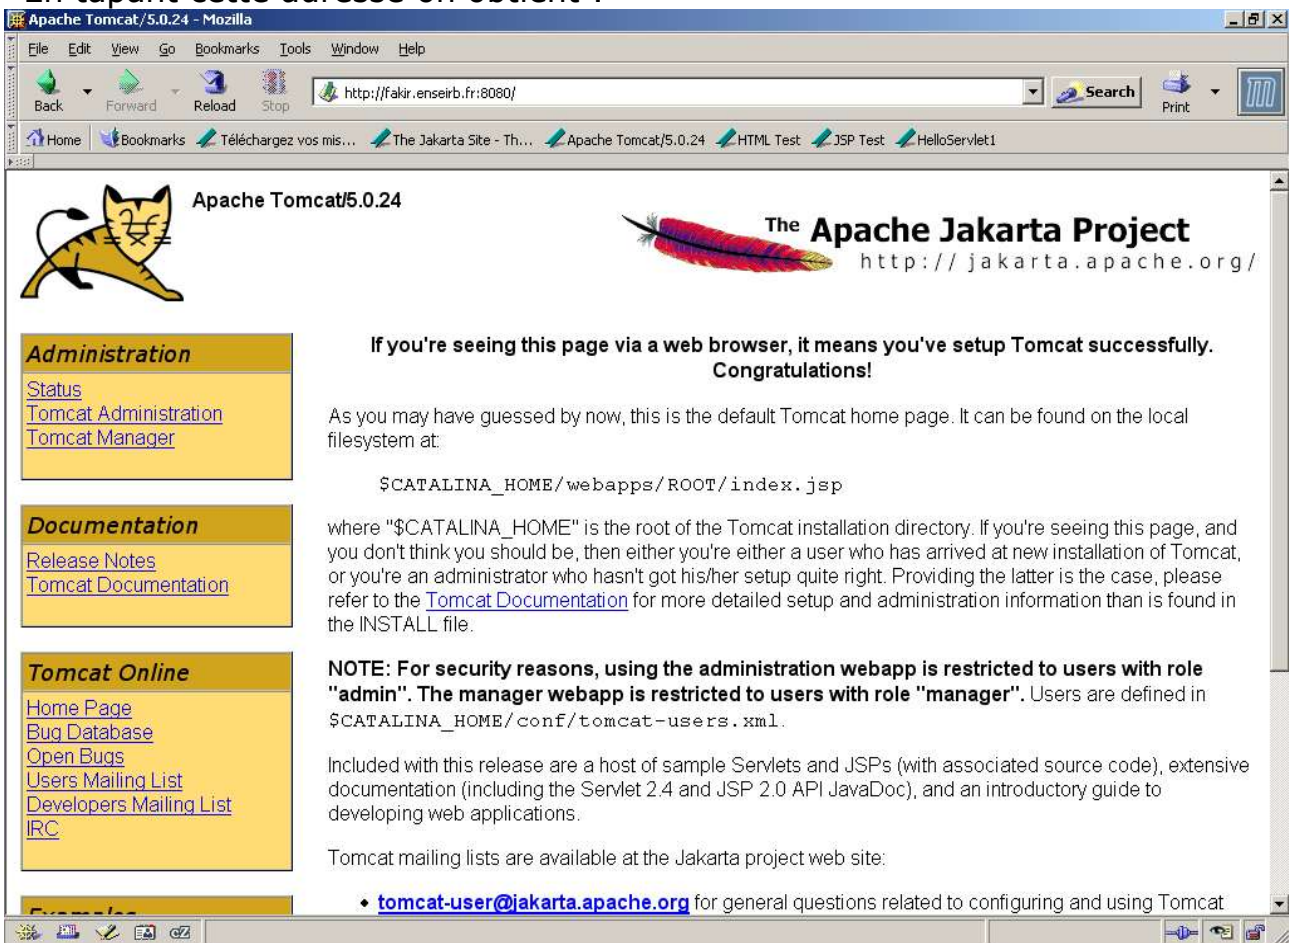 En tapant cette adresse on obtient :
Apache Tomcat/5.0.24 - Mozilla
File Edit View Go Bookmarks Tools Window Help
Back Forward Reload Stop http://fakir.enseirb.fr:8080/ Search Print
Home Bookmarks Téléchargez vos mis... The Jakarta Site - Th... Apache Tomcat/5.0.24 HTML Test JSP Test HelloServlet1
Apache Tomcat/5.0.24
The Apache Jakarta Project
http://jakarta.apache.org/
Administration
Status
Tomcat Administration
Tomcat Manager
Documentation
Release Notes
Tomcat Documentation
Tomcat Online
Home Page
Bug Database
Open Bugs
Users Mailing List
Developers Mailing List
IRC
Examples
If you're seeing this page via a web browser, it means you've setup Tomcat successfully.
Congratulations!
As you may have guessed by now, this is the default Tomcat home page. It can be found on the local
filesystem at:
$CATALINA_HOME/webapps/ROOT/index.jsp
where "$CATALINA_HOME" is the root of the Tomcat installation directory. If you're seeing this page, and
you don't think you should be, then either you're either a user who has arrived at new installation of Tomcat,
or you're an administrator who hasn't got his/her setup quite right. Providing the latter is the case, please
refer to the Tomcat Documentation for more detailed setup and administration information than is found in
the INSTALL file.
NOTE: For security reasons, using the administration webapp is restricted to users with role
"admin". The manager webapp is restricted to users with role "manager". Users are defined in
$CATALINA_HOME/conf/tomcat-users.xml.
Included with this release are a host of sample Servlets and JSPs (with associated source code), extensive
documentation (including the Servlet 2.4 and JSP 2.0 API JavaDoc), and an introductory guide to
developing web applications.
Tomcat mailing lists are available at the Jakarta project web site:
• tomcat-user@jakarta.apache.org for general questions related to configuring and using Tomcat